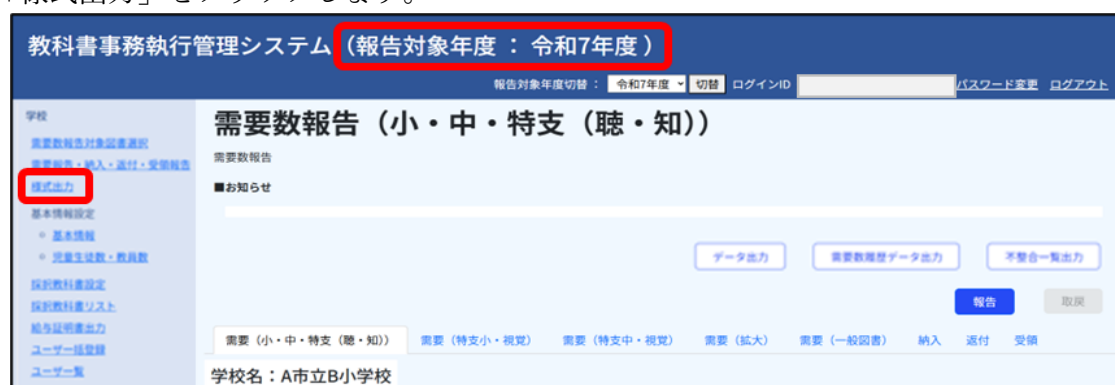 「様式出力」をクリックします。
教科書事務執行管理システム（報告対象年度 ： 令和7年度 ）
報告対象年度切替 ： 令和7年度 切替 ログインID パスワード変更 ログアウト
学校
需要数報告対象図書選択
需要報告・納入・返付・受領報告
様式出力
基本情報設定
基本情報
児童生徒数・教員数
採択教科書設定
採択教科書リスト
給与証明書出力
ユーザー括登録
ユーザー覧
需要数報告（小・中・特支（聴・知））
需要数報告
■お知らせ
データ出力 需要数履歴データ出力 不整合一覧出力
報告 取戻
需要（小・中・特支（聴・知）） 需要（特支小・視覚） 需要（特支中・視覚） 需要（拡大） 需要（一般図書） 納入 返付 受領
学校名：A市立B小学校